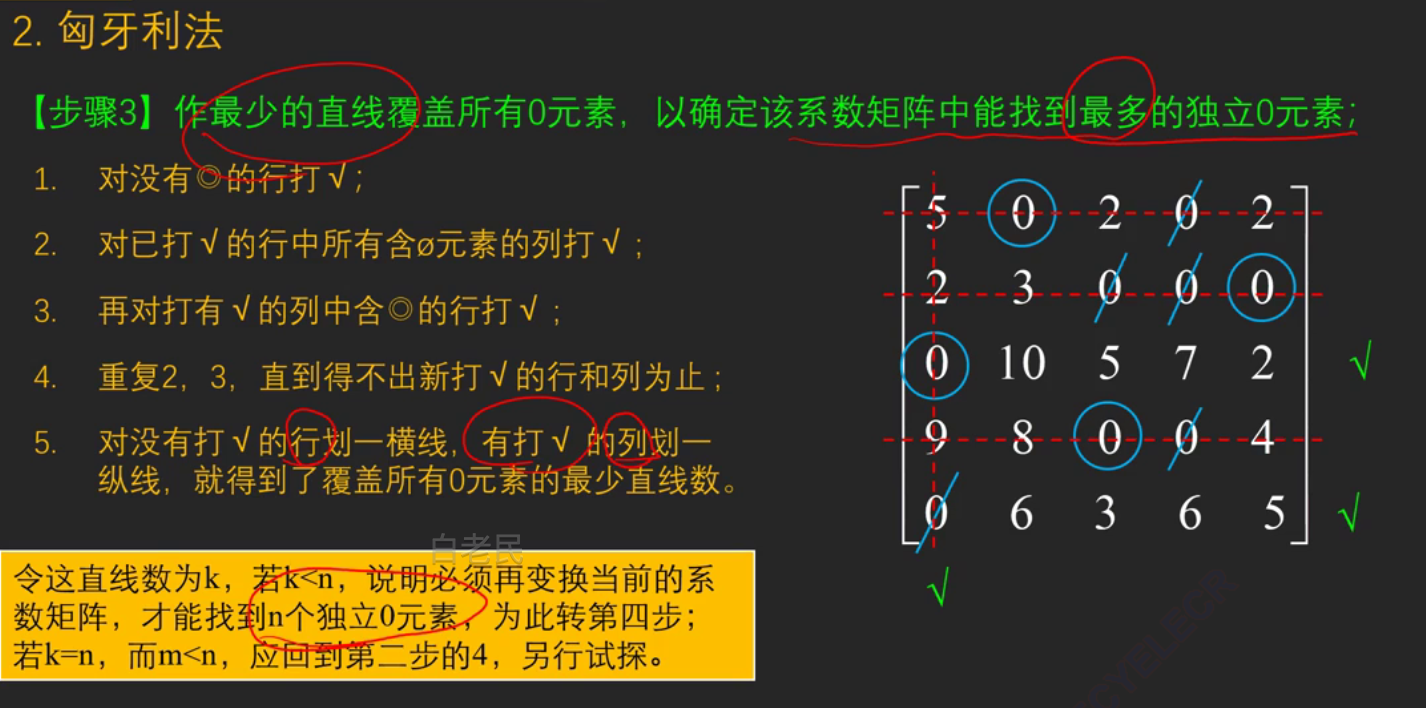 2. 匈牙利法
【步骤3】作最少的直线覆盖所有0元素，以确定该系数矩阵中能找到最多的独立0元素;
1. 对没有◎的行打√;
2. 对已打√的行中所有含ø元素的列打√;
3. 再对打有√的列中含◎的行打√;
4. 重复2，3，直到得不出新打√的行和列为止;
5. 对没有打√的行划一横线，有打√的列划一
纵线，就得到了覆盖所有0元素的最少直线数。
5 0 2 0 2
2 3 0 0 0
0 10 5 7 2 √
9 8 0 0 4
0 6 3 6 5 √
√
白老民
令这直线数为k，若k<n，说明必须再变换当前的系
数矩阵，才能找到n个独立0元素，为此转第四步;
若k=n，而m<n，应回到第二步的4，另行试探。